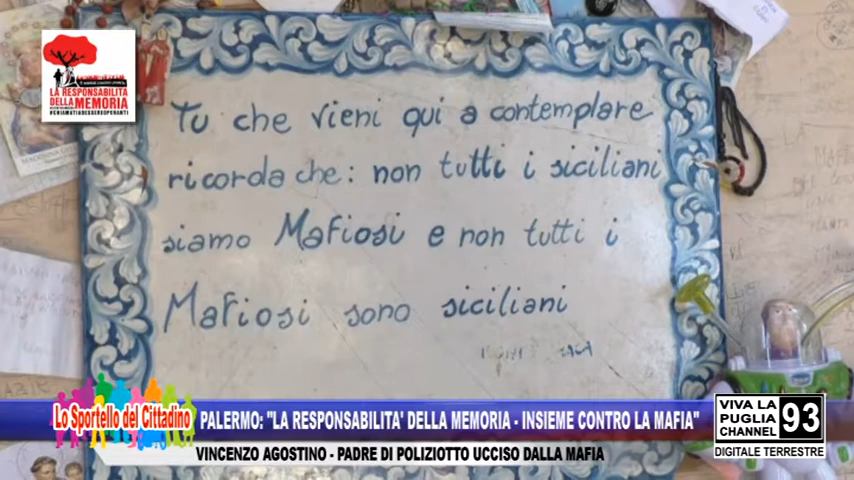 LA RESPONSABILITA'
DELLA MEMORIA
#CHIAMATIADESSEREOPERANTI
Tu che vieni qui a contemplare
ricorda che: non tutti i siciliani
siamo Mafiosi e non tutti i
Mafiosi sono siciliani
Lo Sportello del Cittadino
PALERMO: "LA RESPONSABILITA' DELLA MEMORIA - INSIEME CONTRO LA MAFIA"
VINCENZO AGOSTINO - PADRE DI POLIZIOTTO UCCISO DALLA MAFIA
VIVA LA
PUGLIA
CHANNEL
93
DIGITALE TERRESTRE